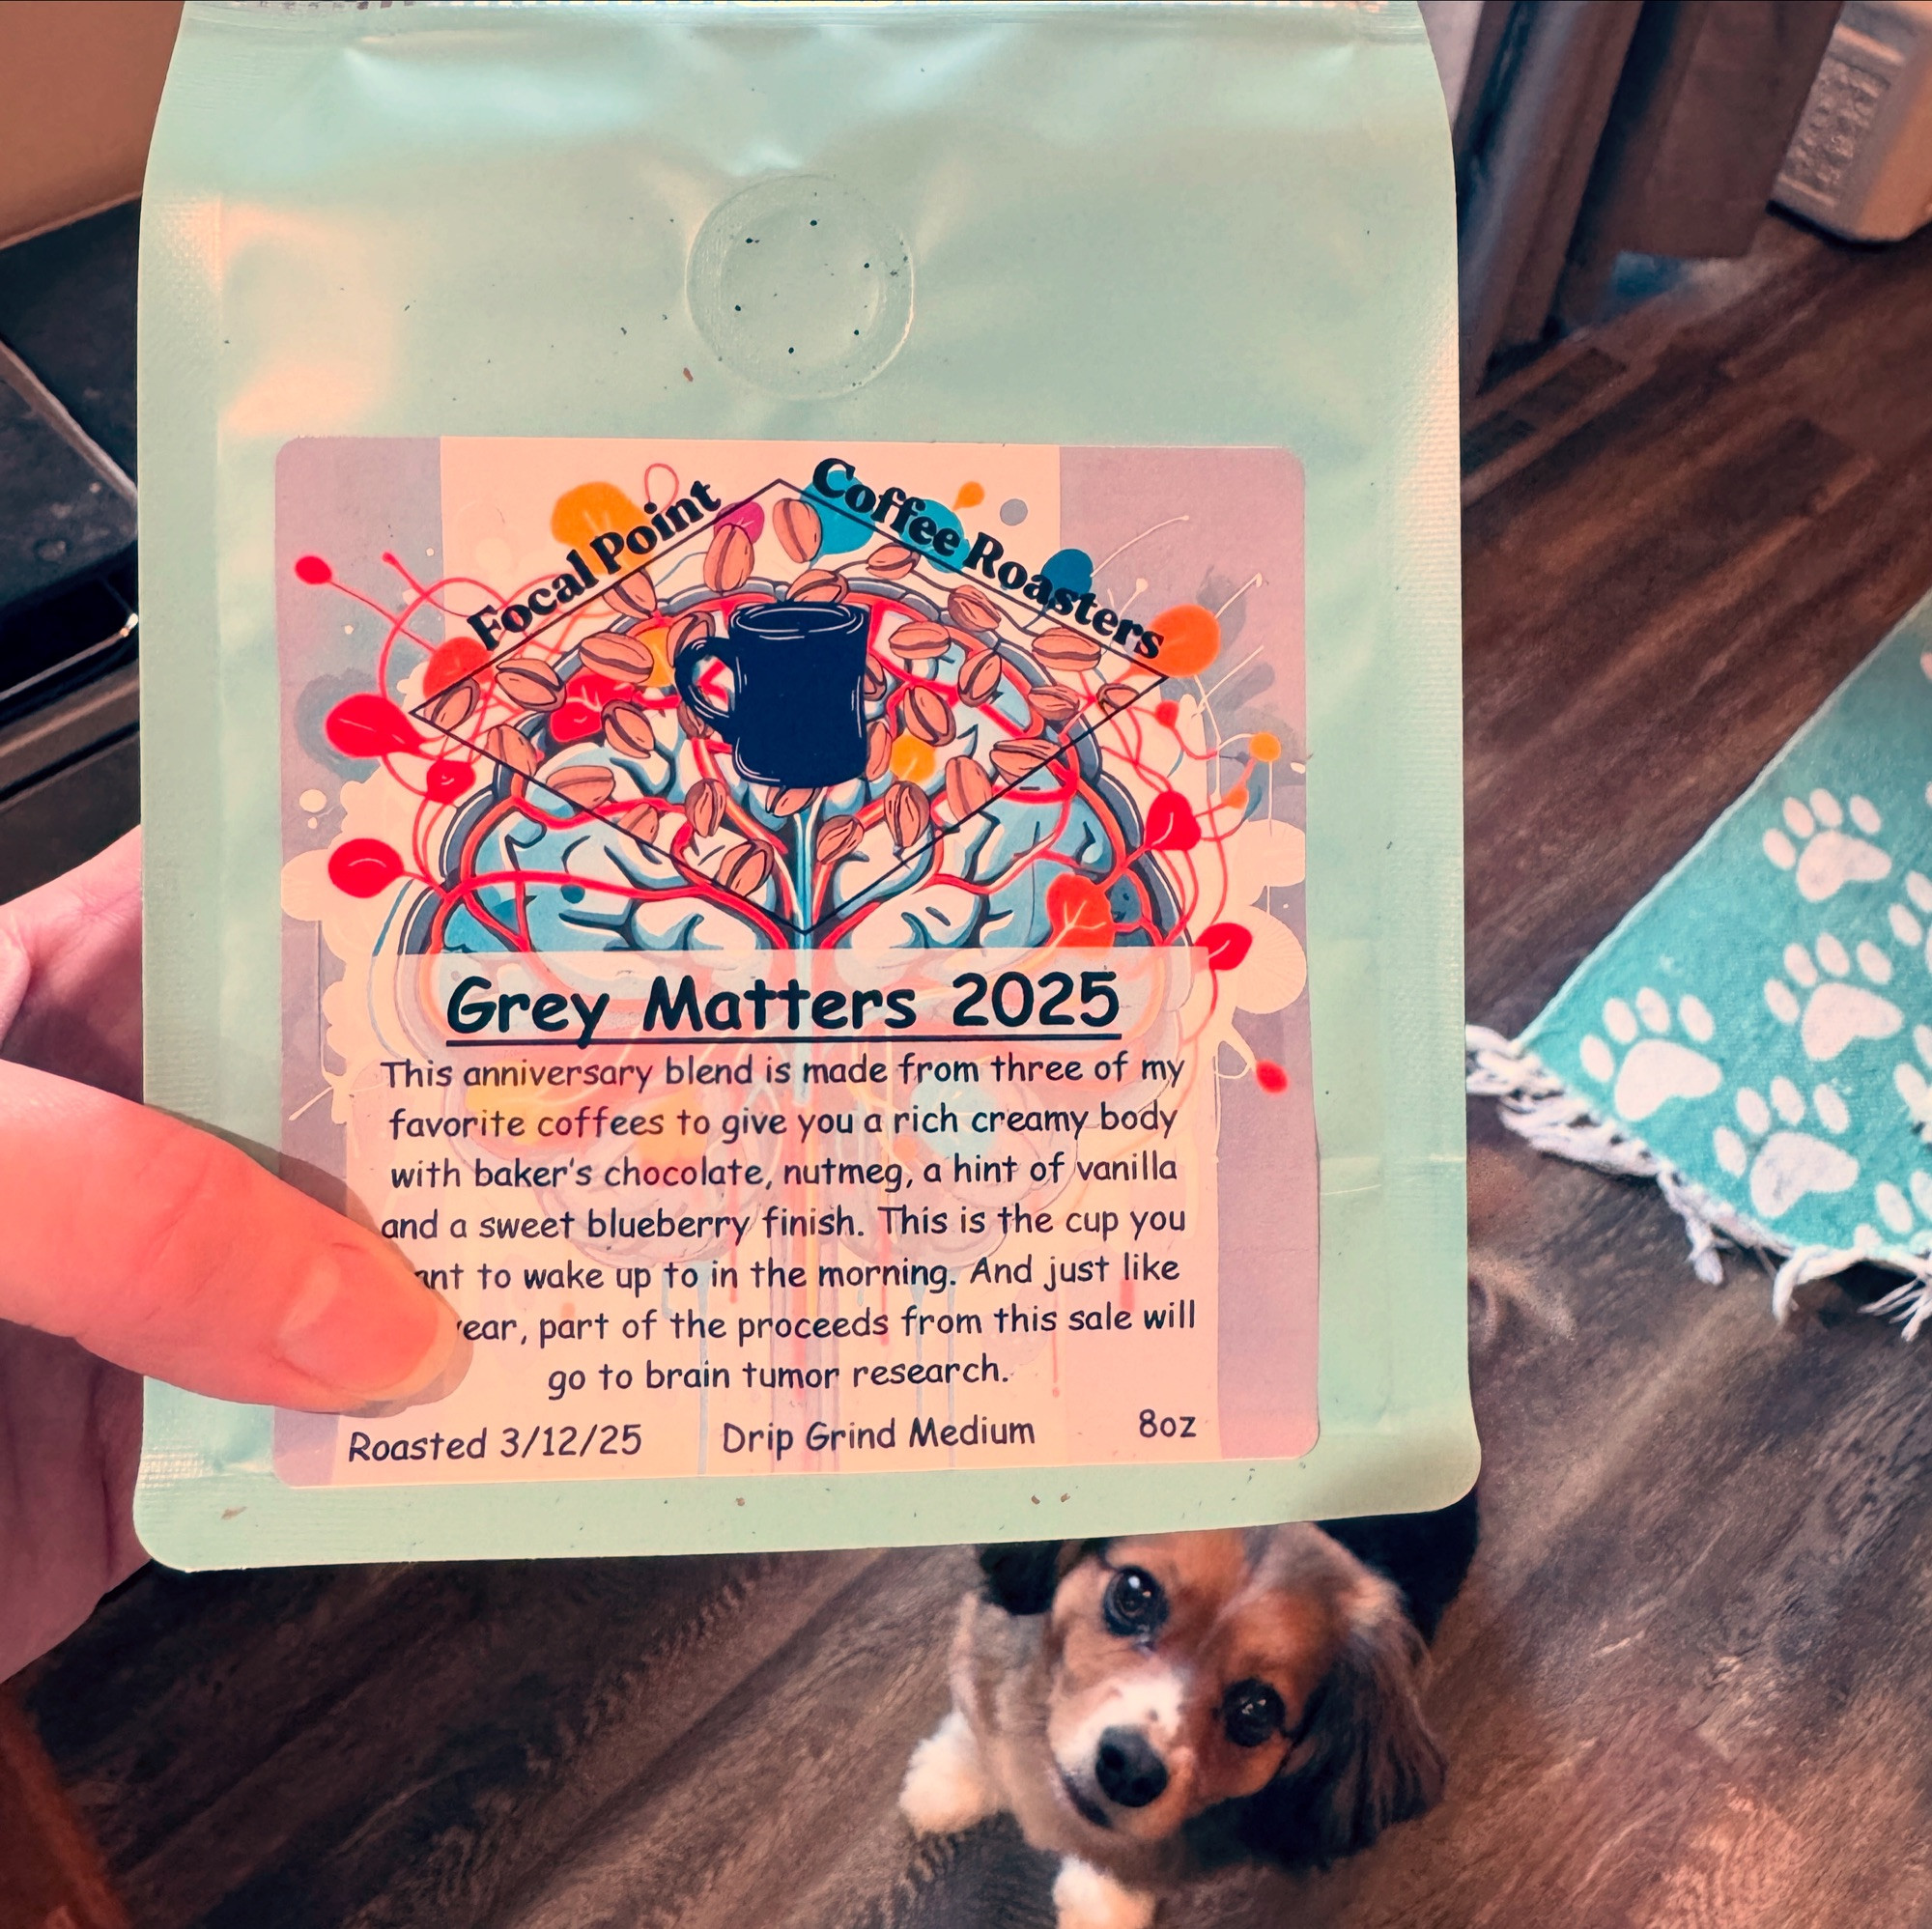 Focal Point
Coffee Roasters
Grey Matters 2025
This anniversary blend is made from three of my
favorite coffees to give you a rich creamy body
with baker's chocolate, nutmeg, a hint of vanilla
and a sweet blueberry finish. This is the cup you
to wake up to in the morning. And just like
part of the proceeds from this sale will
go to brain tumor research.
Roasted 3/12/25 Drip Grind Medium 8oz